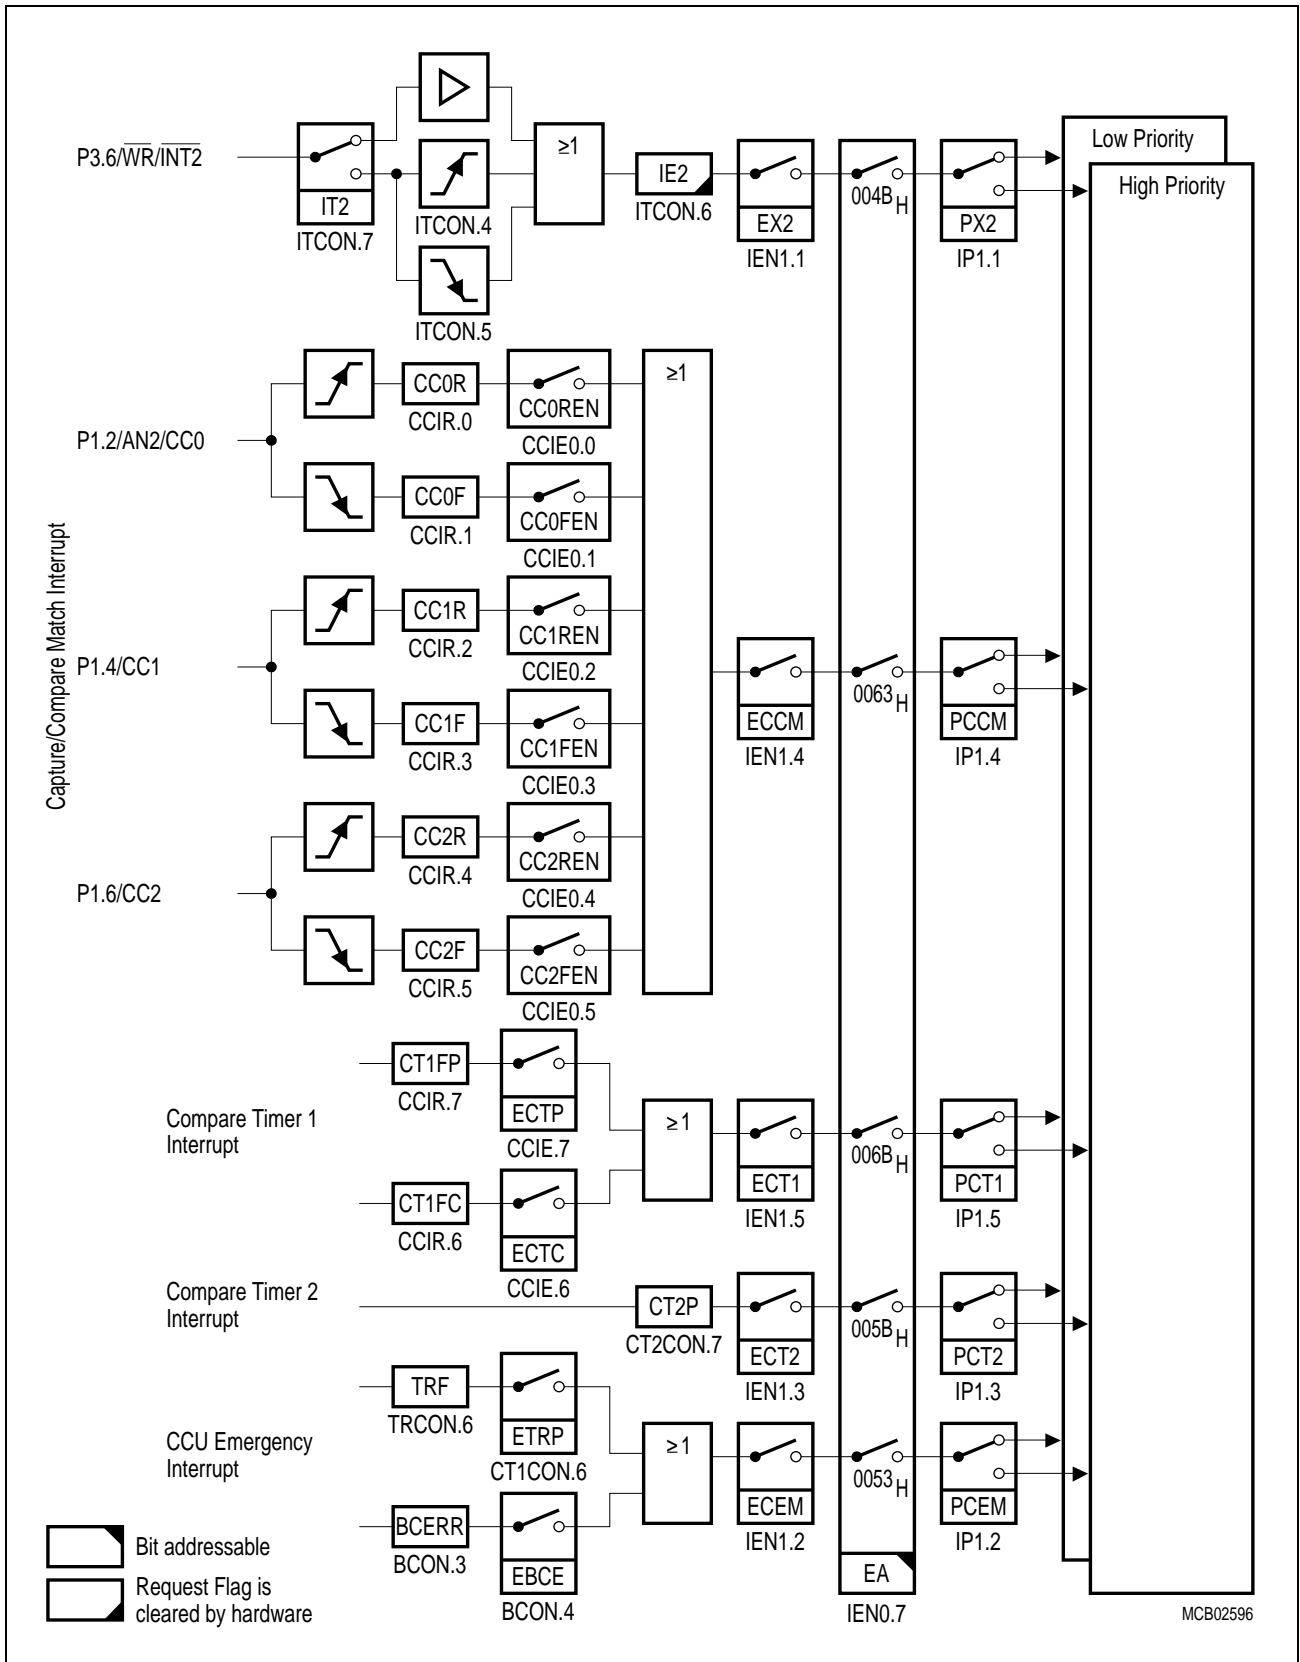 P3.6/WR/INT2
IT2
ITCON.7
ITCON.4
ITCON.5
≥1
IE2
ITCON.6
EX2
IEN1.1
004B H
PX2
IP1.1
Low Priority
High Priority
Capture/Compare Match Interrupt
P1.2/AN2/CC0
CC0R
CCIR.0
CC0REN
CCIE0.0
CC0F
CCIR.1
CC0FEN
CCIE0.1
P1.4/CC1
CC1R
CCIR.2
CC1REN
CCIE0.2
CC1F
CCIR.3
CC1FEN
CCIE0.3
P1.6/CC2
CC2R
CCIR.4
CC2REN
CCIE0.4
CC2F
CCIR.5
CC2FEN
CCIE0.5
≥1
ECCM
IEN1.4
0063 H
PCCM
IP1.4
Compare Timer 1
Interrupt
CT1FP
CCIR.7
ECTP
CCIE.7
CT1FC
CCIR.6
ECTC
CCIE.6
≥1
ECT1
IEN1.5
006B H
PCT1
IP1.5
Compare Timer 2
Interrupt
CT2P
CT2CON.7
ECT2
IEN1.3
005B H
PCT2
IP1.3
CCU Emergency
Interrupt
TRF
TRCON.6
ETRP
CT1CON.6
BCERR
BCON.3
EBCE
BCON.4
≥1
ECEM
IEN1.2
0053 H
PCEM
IP1.2
EA
IEN0.7
Bit addressable
Request Flag is
cleared by hardware
MCB02596